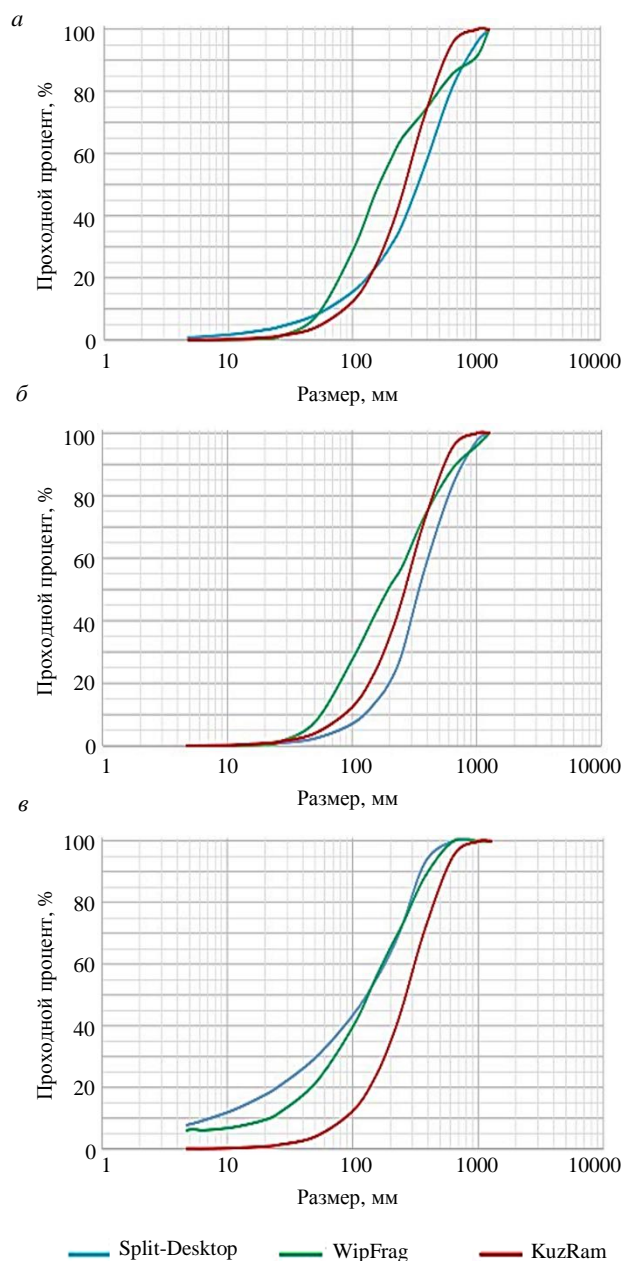 а
Проходной процент, %
100
80
60
40
20
0
1 10 100 1000 10000
Размер, мм
б
Проходной процент, %
100
80
60
40
20
0
1 10 100 1000 10000
Размер, мм
в
Проходной процент, %
100
80
60
40
20
0
1 10 100 1000 10000
Размер, мм
Split-Desktop WipFrag KuzRam